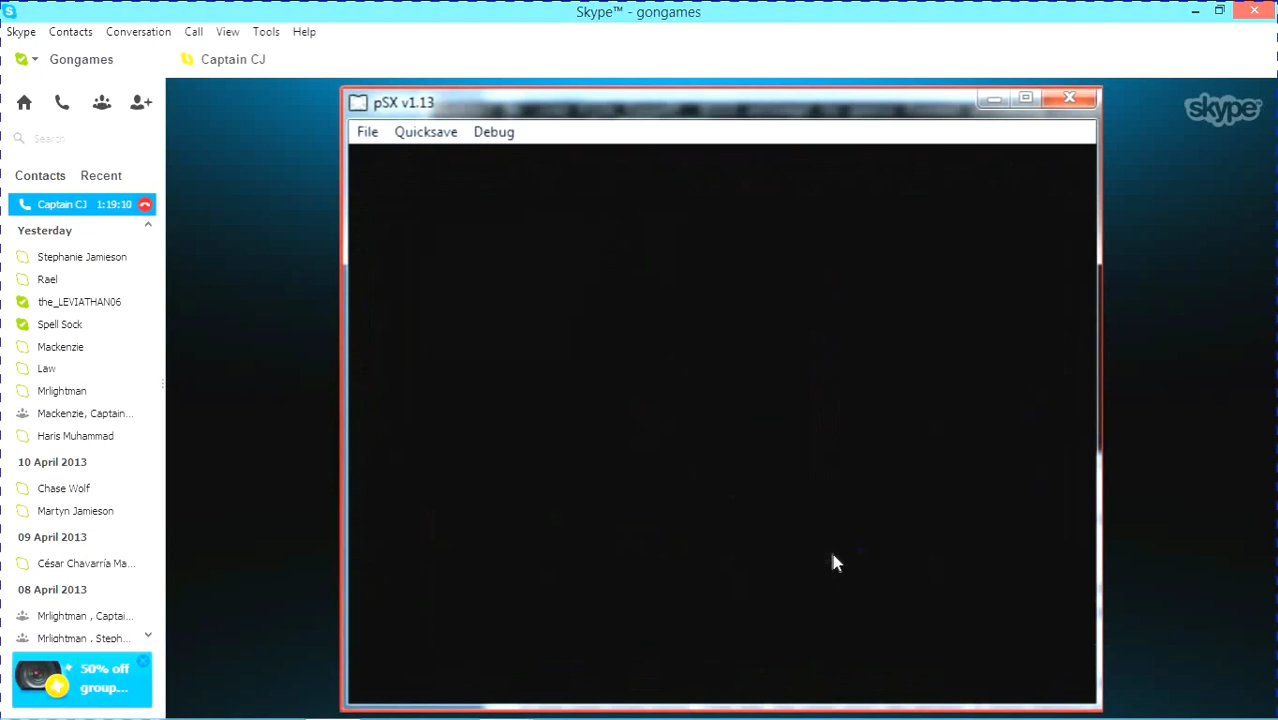 Skype™ - gongames
Skype Contacts Conversation Call View Tools Help
Gongames
Captain CJ
pSX v1.13
skype
File Quicksave Debug
Search
Contacts Recent
Captain CJ 1:19:10
Yesterday
Stephanie Jamieson
Rael
the_LEVIATHAN06
Spell Sock
Mackenzie
Law
Mrlightman
Mackenzie, Captain...
Haris Muhammad
10 April 2013
Chase Wolf
Martyn Jamieson
09 April 2013
César Chavarría Ma...
08 April 2013
Mrlightman , Captai...
Mrlightman , Steph...
50% off
group...